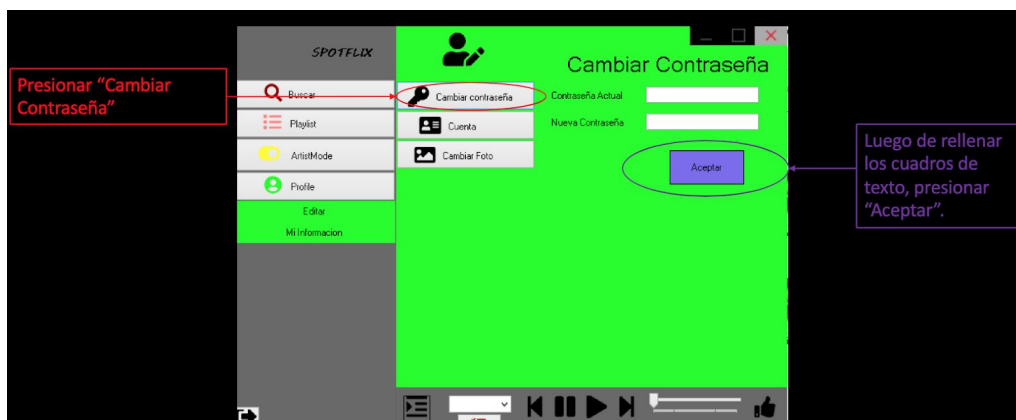 SPOTFLIX
Cambiar Contraseña
Presionar “Cambiar
Contraseña”
Buscar
Cambiar contraseña
Contraseña Actual
Playlist
Cuenta
Nueva Contraseña
ArtistMode
Cambiar Foto
Aceptar
Luego de rellenar
los cuadros de
texto, presionar
“Aceptar”.
Profile
Editar
Mi Informacion